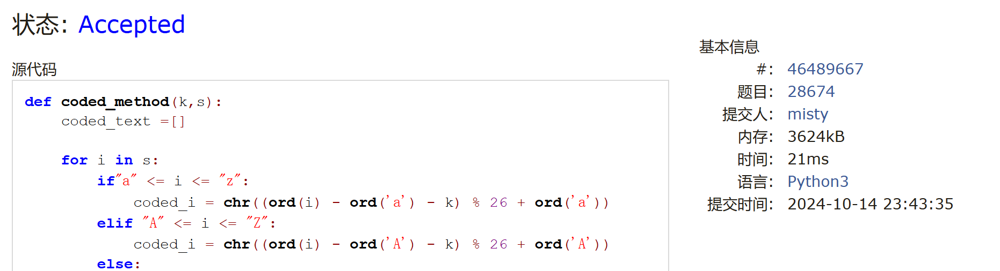 状态: Accepted
源代码
def coded_method(k,s):
    coded_text =[]
    for i in s:
        if"a" <= i <= "z":
            coded_i = chr((ord(i) - ord('a') - k) % 26 + ord('a'))
        elif "A" <= i <= "Z":
            coded_i = chr((ord(i) - ord('A') - k) % 26 + ord('A'))
        else:
基本信息
#: 46489667
题目: 28674
提交人: misty
内存: 3624kB
时间: 21ms
语言: Python3
提交时间: 2024-10-14 23:43:35